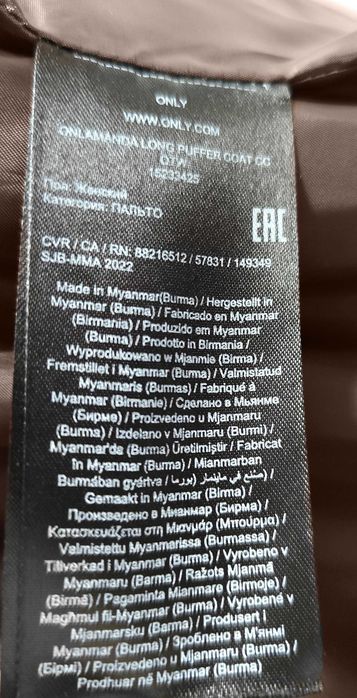 ONLY
WWW.ONLY.COM
ONLAMANDA LONG PUFFER COAT CC
OTW
15233425
Пол: Женский
Категория: ПАЛЬТО
EAC
CVR / CA / RN: 88216512 / 57831 / 149349
SJB-MMA 2022
Made in Myanmar(Burma) / Hergestellt in
Myanmar (Burma) / Fabricado en Myanmar
(Birmania) / Produzido em Myanmar
(Burma) / Prodotto in Birmania /
Wyprodukowano w Mjanmie (Birma) /
Fremstillet i Myanmar (Burma) / Valmistatud
Myanmaris (Burmas) / Fabriqué à
Myanmar (Birmanie) / Сделано в Мьянме
(Бирме) / Proizvedeno u Mjanmaru
(Burma) / Izdelano v Mjanmaru (Burmi) /
Myanmar'da (Burma) Üretilmiştir / Fabricat
în Myanmar (Burma) / Mianmarban
Burmában gyártva / صنع في ماينمار (بورما) /
Gemaakt in Myanmar (Birma) /
Произведено в Мианмар (Бирма) /
Κατασκευάζεται στη Μιανμάρ (Μπούρμα) /
Valmistettu Myanmarissa (Burmassa) /
Tillverkad i Myanmar (Burma) / Vyrobeno v
Myanmaru (Barma) / Ražots Mjanmā
(Birmā) / Pagaminta Mianmare (Birmoje) /
Magħmul fil-Myanmar (Burma) / Vyrobené v
Mjanmarsku (Barma) / Produsert i
Myanmar (Burma) / Зроблено в М'янмі
(Бірмі) / Proizvedeno u Mjanmaru (Burma)
Prodhuar në Myanmar (Burma)